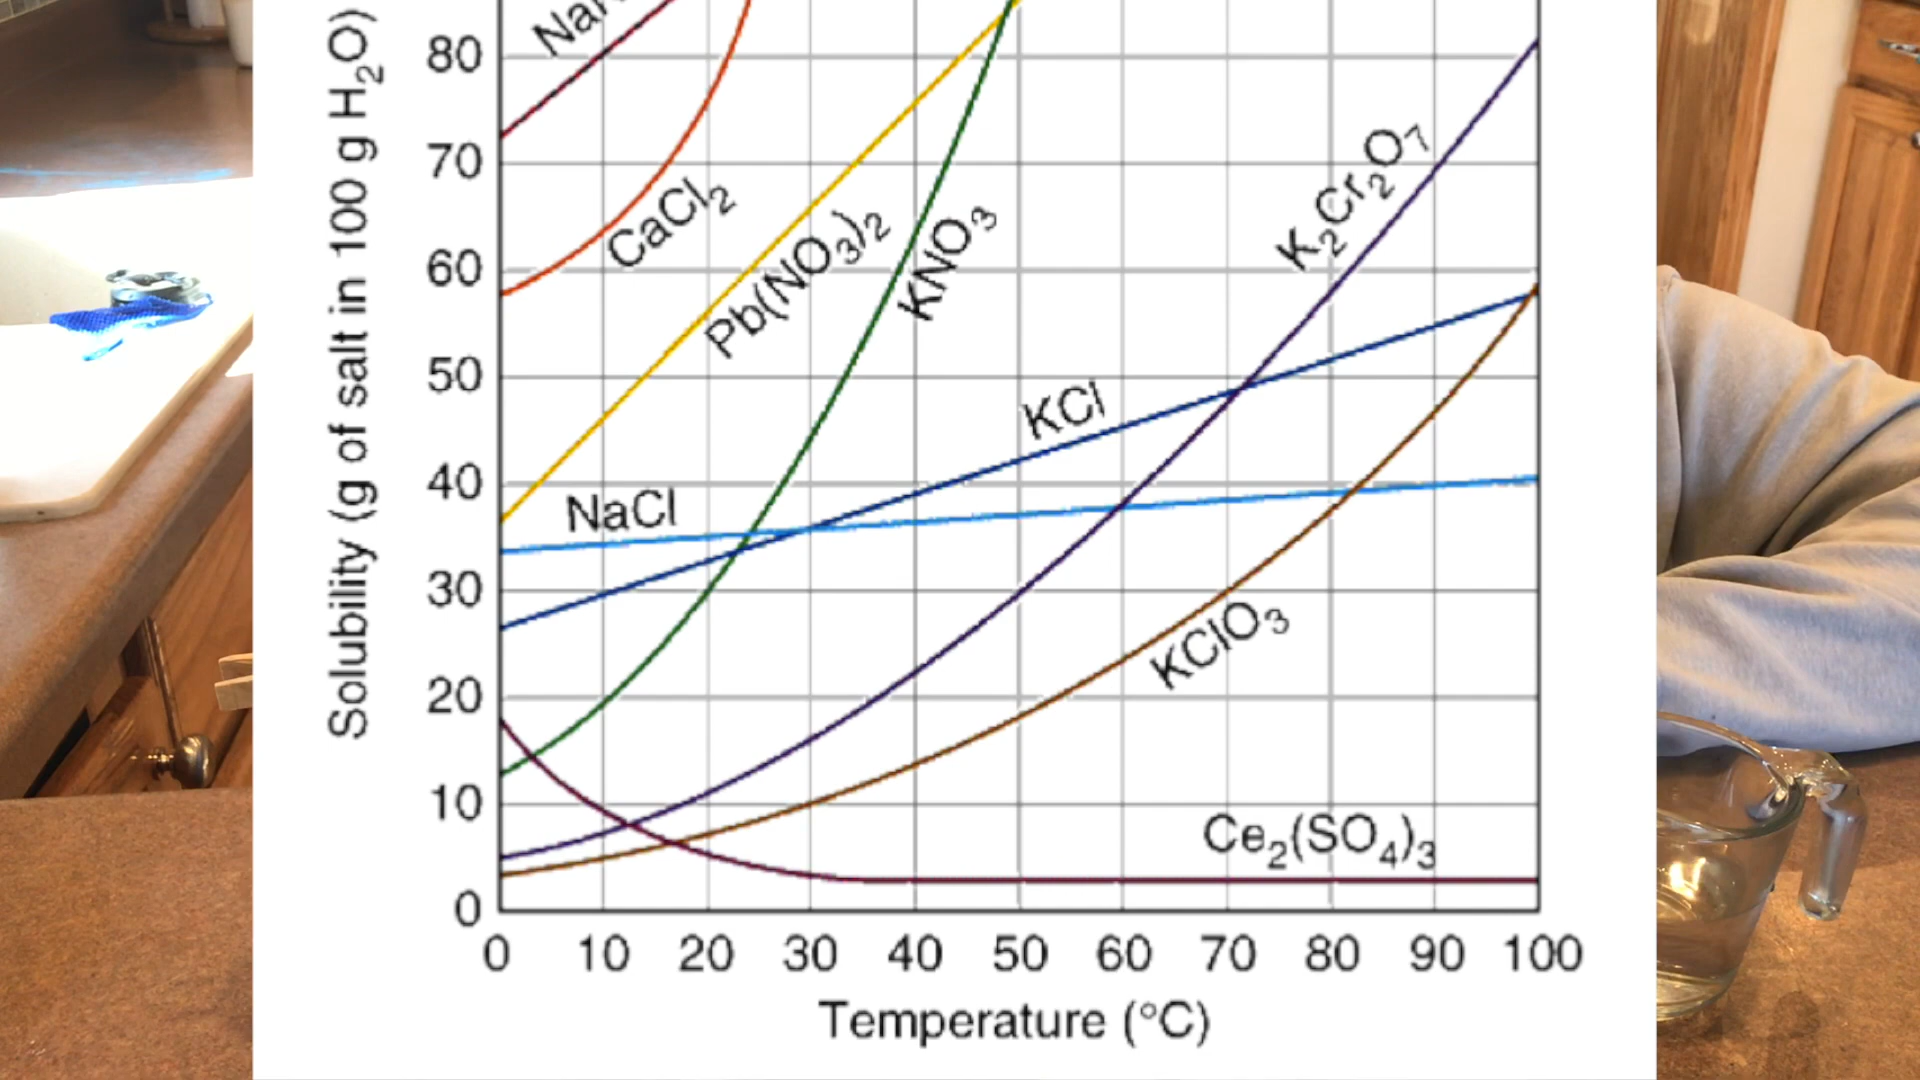 80
70
60
50
40
30
20
10
0
Solubility (g of salt in 100 g H₂O)
CaCl₂
Pb(NO₃)₂
KNO₃
K₂Cr₂O₇
KCl
NaCl
KClO₃
Ce₂(SO₄)₃
0 10 20 30 40 50 60 70 80 90 100
Temperature (°C)